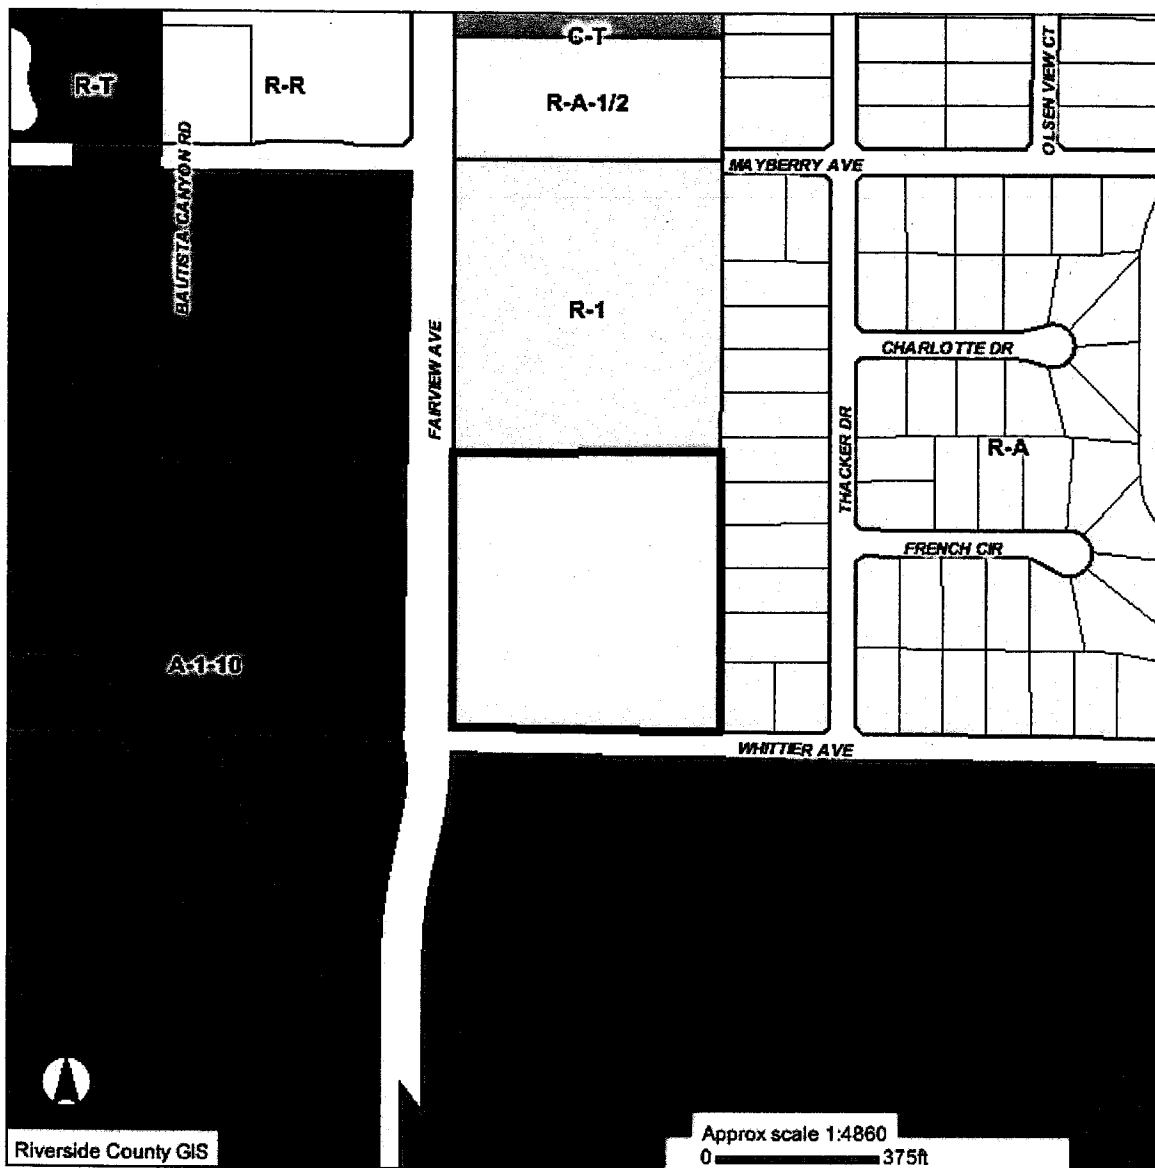 C-T
OLSEN VIEW CT
R-T
R-R
R-A-1/2
BAUTISTA CANYON RD
MAYBERRY AVE
R-1
FAIRVIEW AVE
CHARLOTTE DR
THACKER DR
R-A
FRENCH CIR
A-1-10
WHITTIER AVE
Riverside County GIS
Approx scale 1:4860
0 375ft